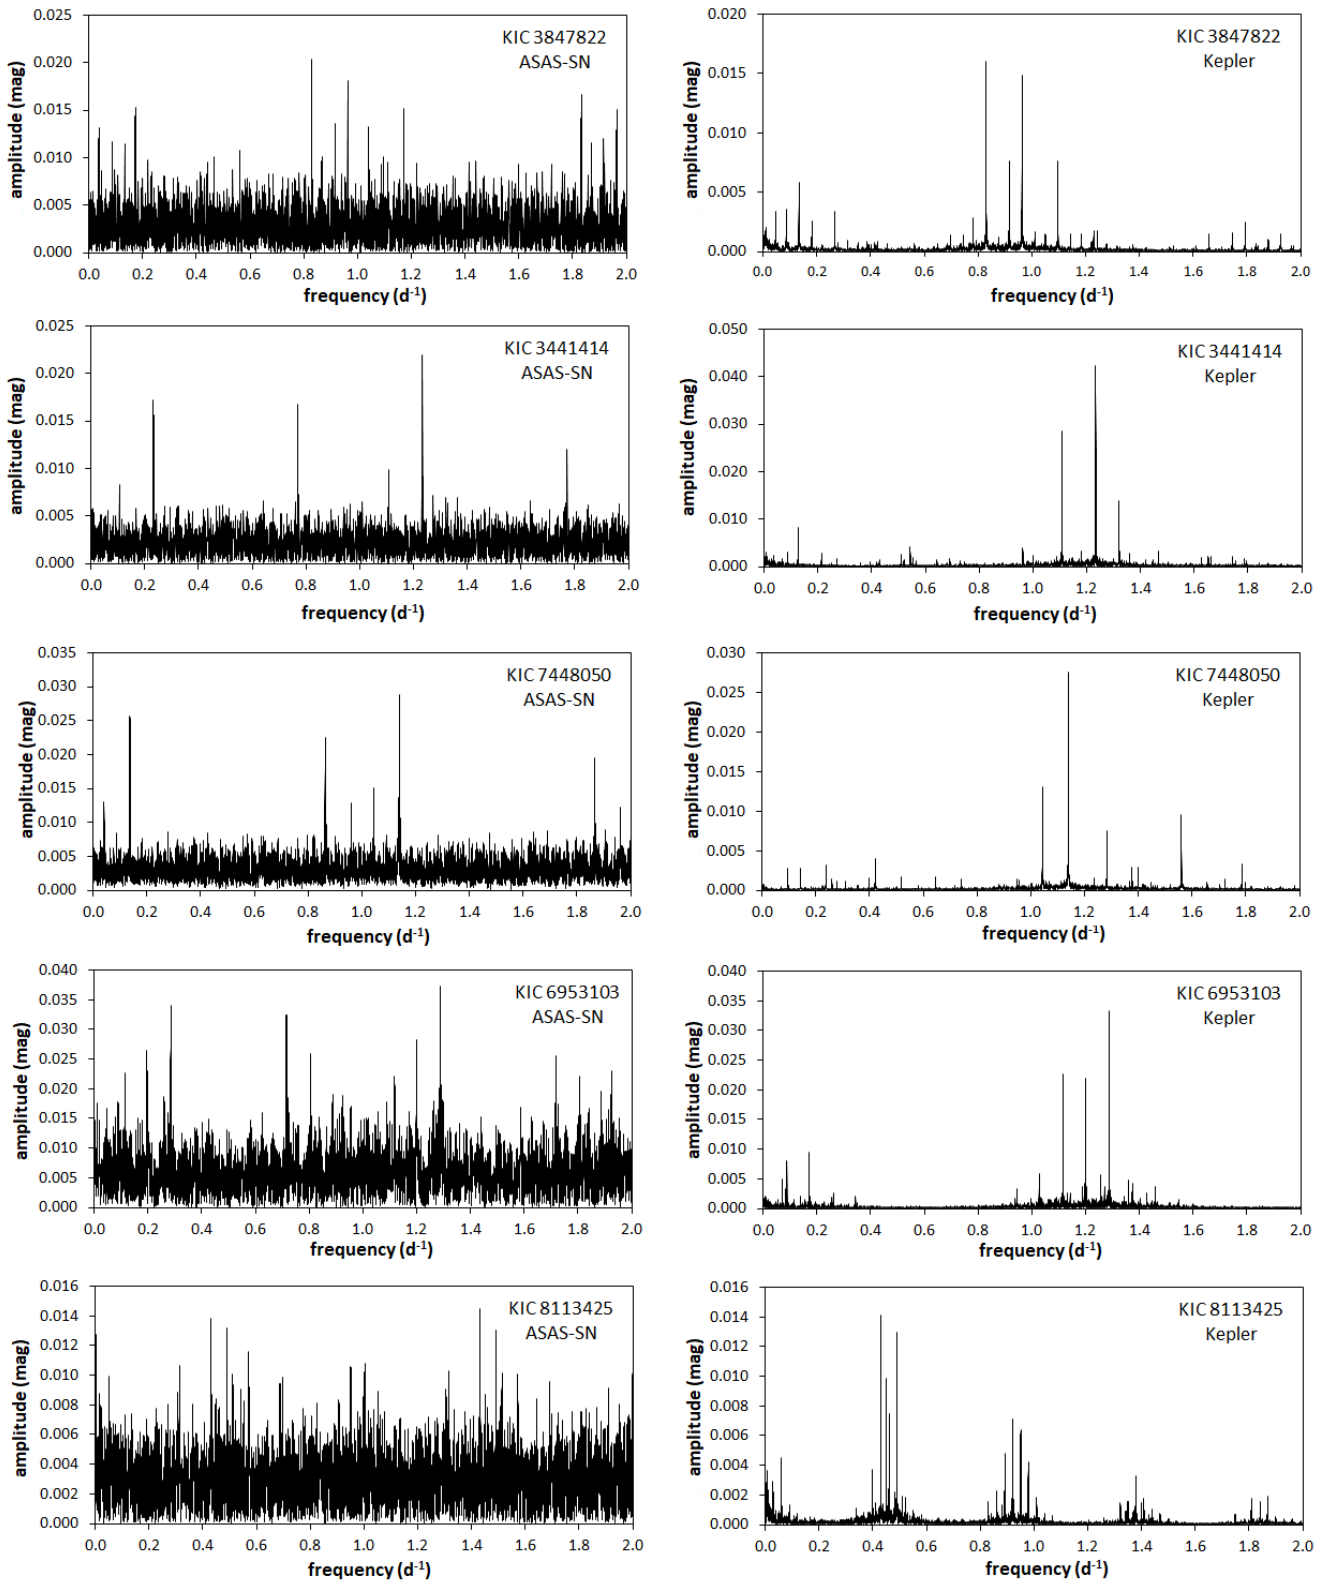 KIC 3847822
ASAS-SN
amplitude (mag)
0.025
0.020
0.015
0.010
0.005
0.000
0.0 0.2 0.4 0.6 0.8 1.0 1.2 1.4 1.6 1.8 2.0
frequency (d⁻¹)
KIC 3847822
Kepler
amplitude (mag)
0.020
0.015
0.010
0.005
0.000
0.0 0.2 0.4 0.6 0.8 1.0 1.2 1.4 1.6 1.8 2.0
frequency (d⁻¹)
KIC 3441414
ASAS-SN
amplitude (mag)
0.025
0.020
0.015
0.010
0.005
0.000
0.0 0.2 0.4 0.6 0.8 1.0 1.2 1.4 1.6 1.8 2.0
frequency (d⁻¹)
KIC 3441414
Kepler
amplitude (mag)
0.050
0.040
0.030
0.020
0.010
0.000
0.0 0.2 0.4 0.6 0.8 1.0 1.2 1.4 1.6 1.8 2.0
frequency (d⁻¹)
KIC 7448050
ASAS-SN
amplitude (mag)
0.035
0.030
0.025
0.020
0.015
0.010
0.005
0.000
0.0 0.2 0.4 0.6 0.8 1.0 1.2 1.4 1.6 1.8 2.0
frequency (d⁻¹)
KIC 7448050
Kepler
amplitude (mag)
0.030
0.025
0.020
0.015
0.010
0.005
0.000
0.0 0.2 0.4 0.6 0.8 1.0 1.2 1.4 1.6 1.8 2.0
frequency (d⁻¹)
KIC 6953103
ASAS-SN
amplitude (mag)
0.040
0.035
0.030
0.025
0.020
0.015
0.010
0.005
0.000
0.0 0.2 0.4 0.6 0.8 1.0 1.2 1.4 1.6 1.8 2.0
frequency (d⁻¹)
KIC 6953103
Kepler
amplitude (mag)
0.040
0.035
0.030
0.025
0.020
0.015
0.010
0.005
0.000
0.0 0.2 0.4 0.6 0.8 1.0 1.2 1.4 1.6 1.8 2.0
frequency (d⁻¹)
KIC 8113425
ASAS-SN
amplitude (mag)
0.016
0.014
0.012
0.010
0.008
0.006
0.004
0.002
0.000
0.0 0.2 0.4 0.6 0.8 1.0 1.2 1.4 1.6 1.8 2.0
frequency (d⁻¹)
KIC 8113425
Kepler
amplitude (mag)
0.016
0.014
0.012
0.010
0.008
0.006
0.004
0.002
0.000
0.0 0.2 0.4 0.6 0.8 1.0 1.2 1.4 1.6 1.8 2.0
frequency (d⁻¹)